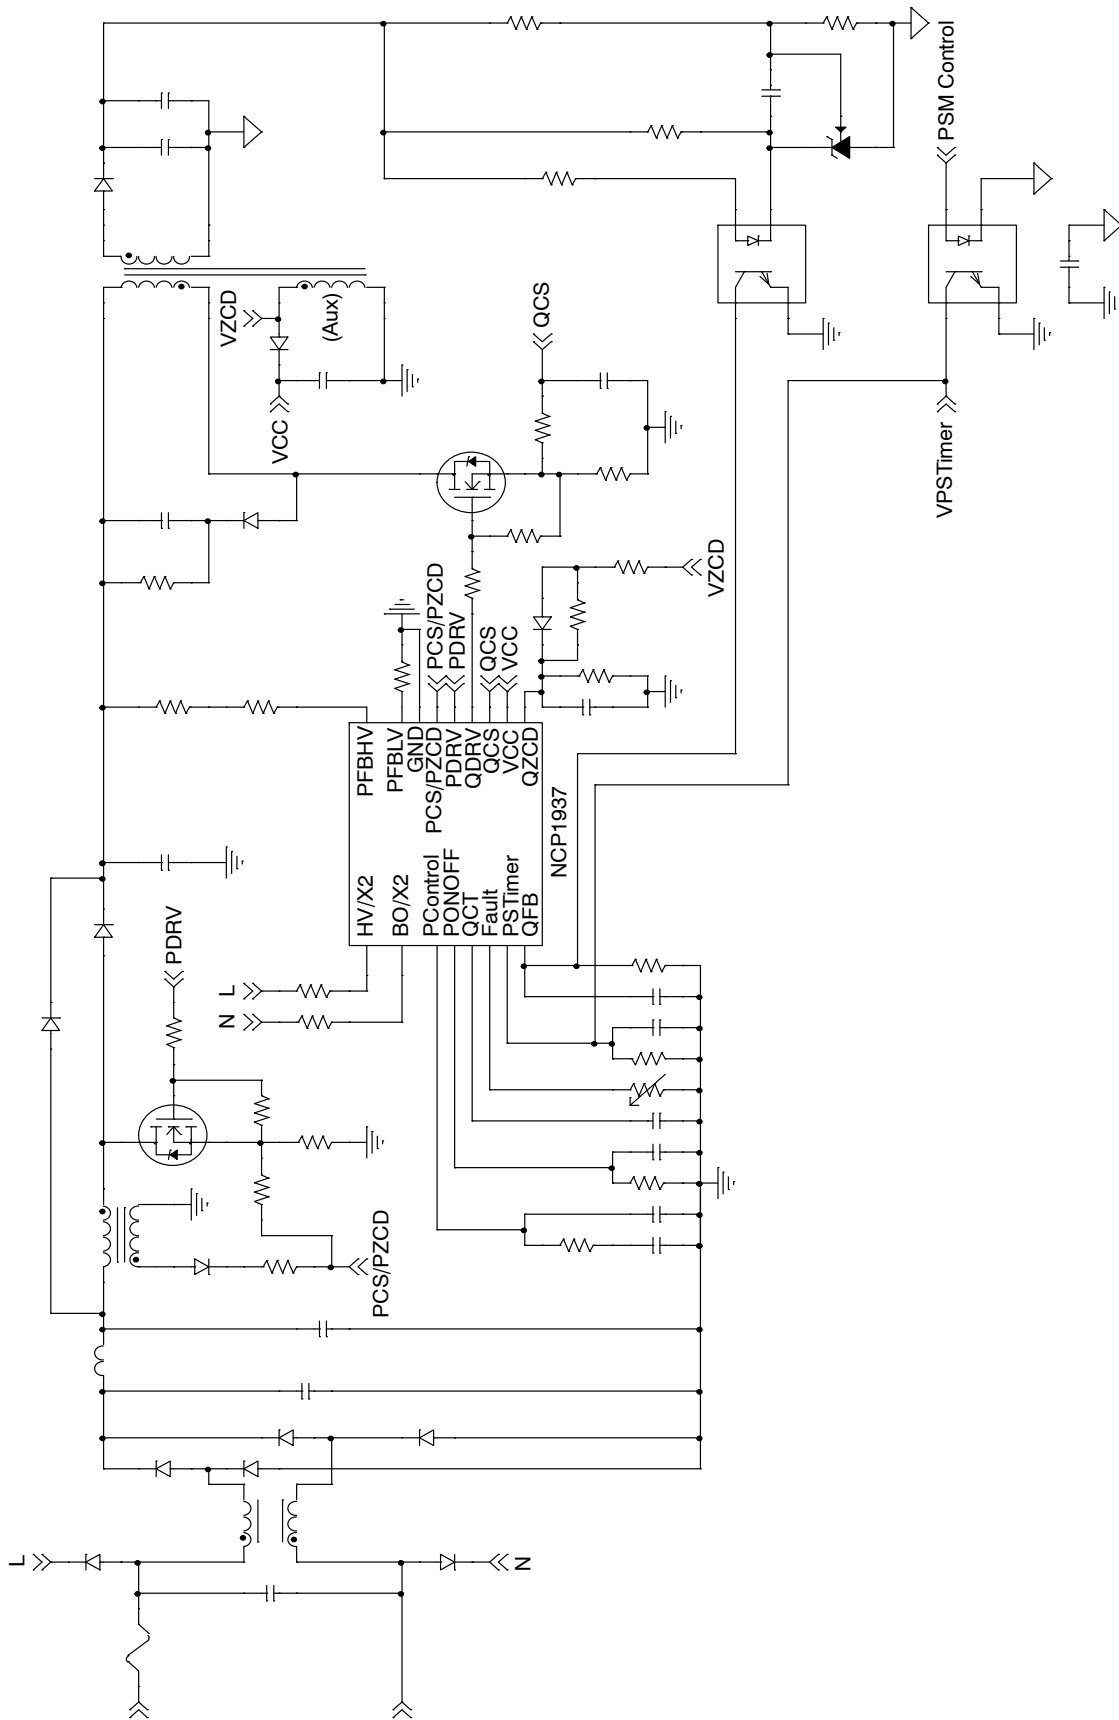 PSM Control
VZCD
(Aux)
VCC
QCS
VPSTimer
PCS/PZCD
PDRV
QCS
VCC
VZCD
PFBHV
PFBLV
GND
PCS/PZCD
PDRV
QDRV
QCS
VCC
QZCD
HV/X2
BO/X2
PControl
PONOFF
QCT
Fault
PSTimer
QFB
NCP1937
PDRV
L
N
PCS/PZCD
L
N